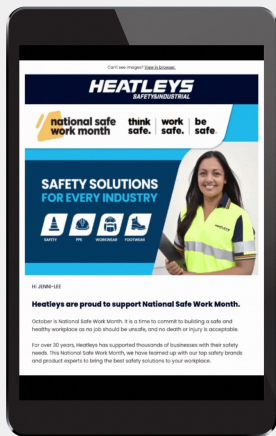 Can't see images? View in browser.
HEATLEYS
SAFETY&INDUSTRIAL
national safe work month
think safe. work safe. be safe.
SAFETY SOLUTIONS
FOR EVERY INDUSTRY
SAFETY PPE WORKWEAR FOOTWEAR
HI JENNI-LEE
Heatleys are proud to support National Safe Work Month.
October is National Safe Work Month. It is a time to commit to building a safe and
healthy workplace as no job should be unsafe, and no death or injury is acceptable.
For over 30 years, Heatleys has supported thousands of businesses with their safety
needs. This National Safe Work Month, we have teamed up with our top safety brands
and product experts to bring the best safety solutions to your workplace.